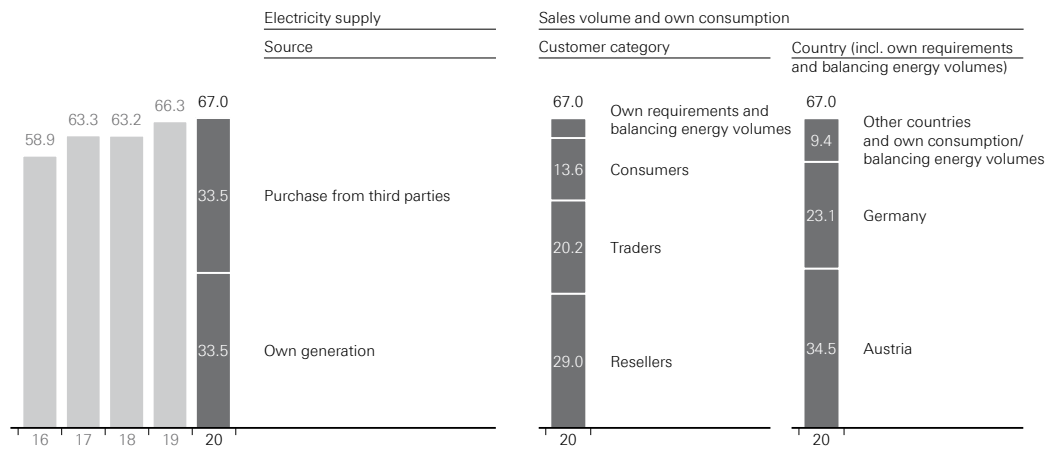 Electricity supply
Source
58.9
63.3
63.2
66.3
67.0
33.5
Purchase from third parties
33.5
Own generation
16
17
18
19
20
Sales volume and own consumption
Customer category
67.0
Own requirements and
balancing energy volumes
13.6
Consumers
20.2
Traders
29.0
Resellers
20
Country (incl. own requirements
and balancing energy volumes)
67.0
Other countries
and own consumption/
balancing energy volumes
9.4
23.1
Germany
34.5
Austria
20